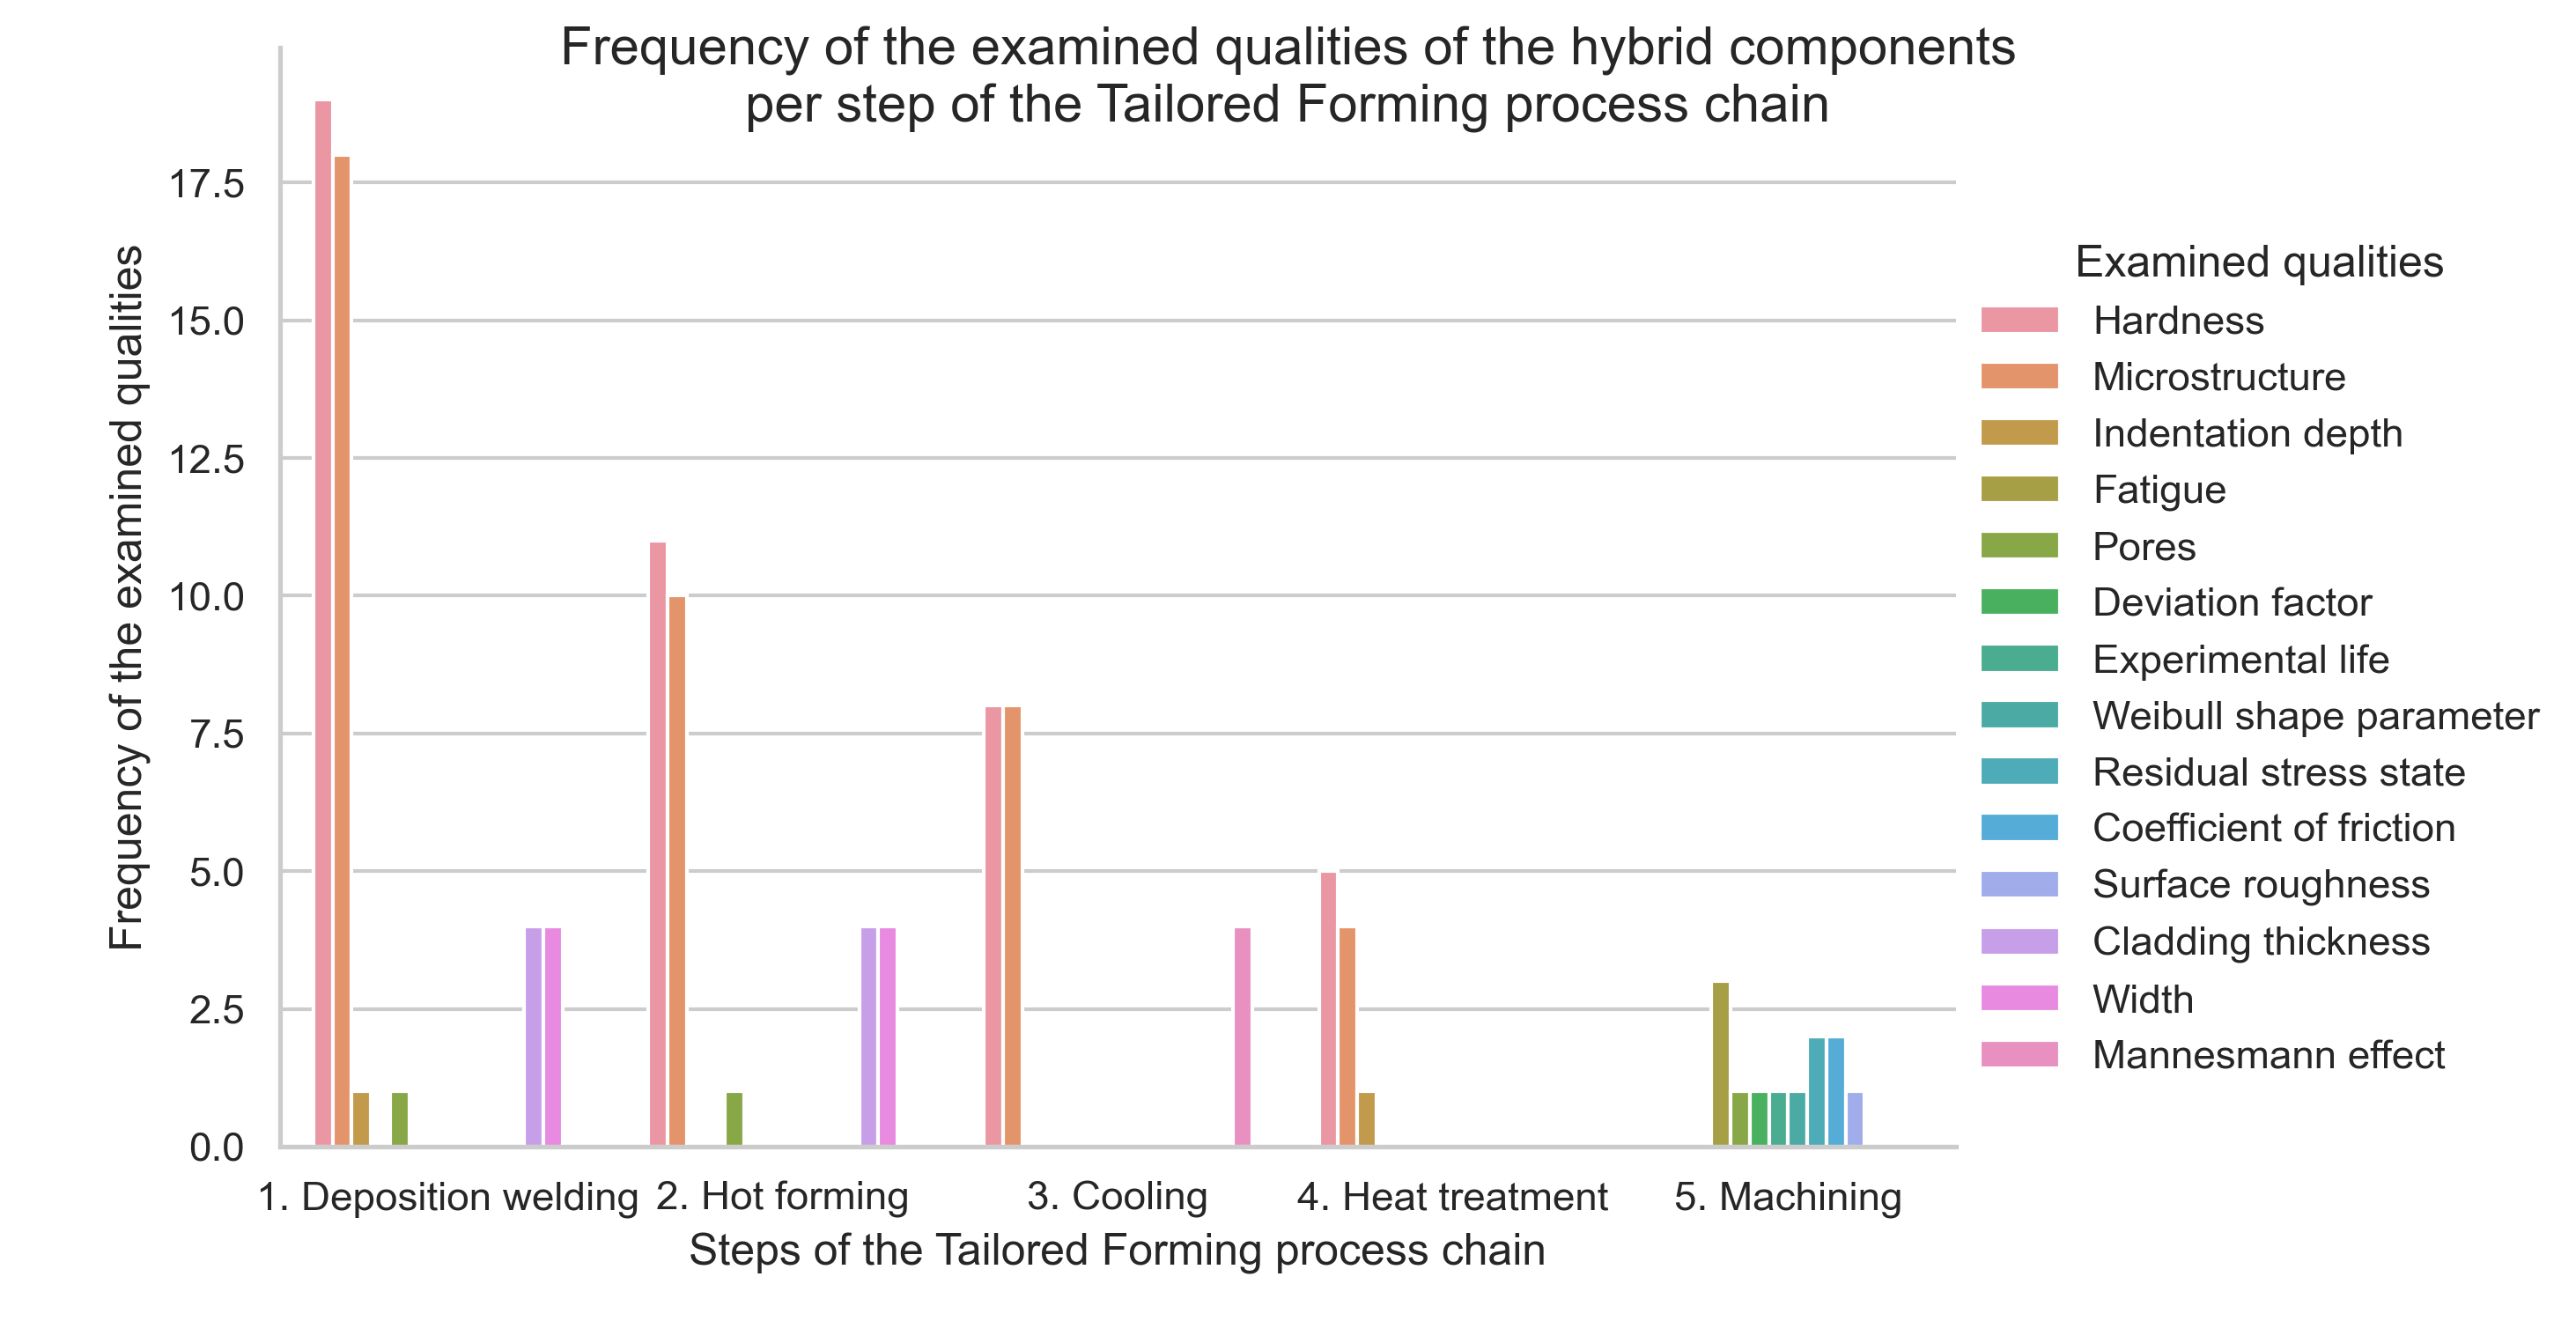 Frequency of the examined qualities of the hybrid components
per step of the Tailored Forming process chain
Frequency of the examined qualities
17.5
15.0
12.5
10.0
7.5
5.0
2.5
0.0
1. Deposition welding
2. Hot forming
3. Cooling
4. Heat treatment
5. Machining
Steps of the Tailored Forming process chain
Examined qualities
Hardness
Microstructure
Indentation depth
Fatigue
Pores
Deviation factor
Experimental life
Weibull shape parameter
Residual stress state
Coefficient of friction
Surface roughness
Cladding thickness
Width
Mannesmann effect